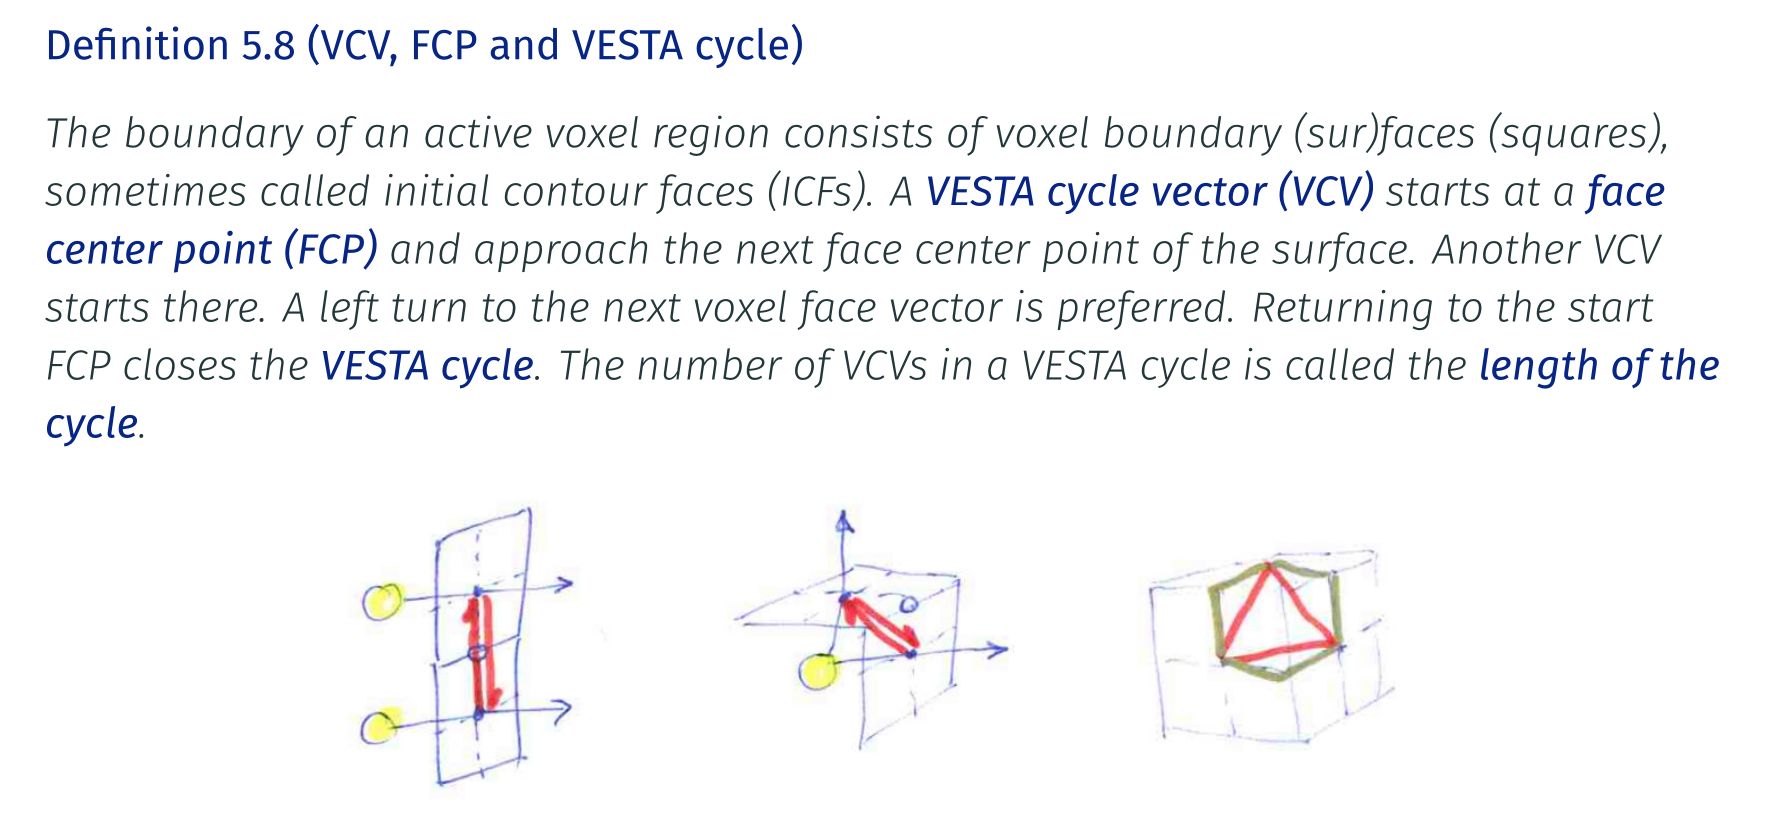 Definition 5.8 (VCV, FCP and VESTA cycle)
The boundary of an active voxel region consists of voxel boundary (sur)faces (squares),
sometimes called initial contour faces (ICFs). A VESTA cycle vector (VCV) starts at a face
center point (FCP) and approach the next face center point of the surface. Another VCV
starts there. A left turn to the next voxel face vector is preferred. Returning to the start
FCP closes the VESTA cycle. The number of VCVs in a VESTA cycle is called the length of the
cycle.